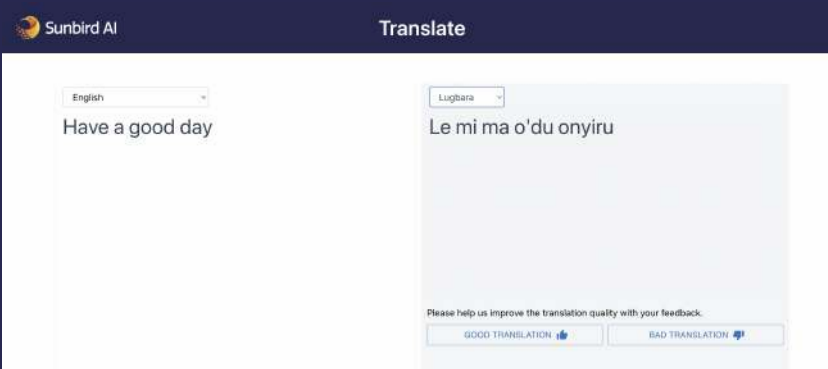 Sunbird AI
Translate
English
Have a good day
Lugbara
Le mi ma o'du onyiru
Please help us improve the translation quality with your feedback.
GOOD TRANSLATION
BAD TRANSLATION